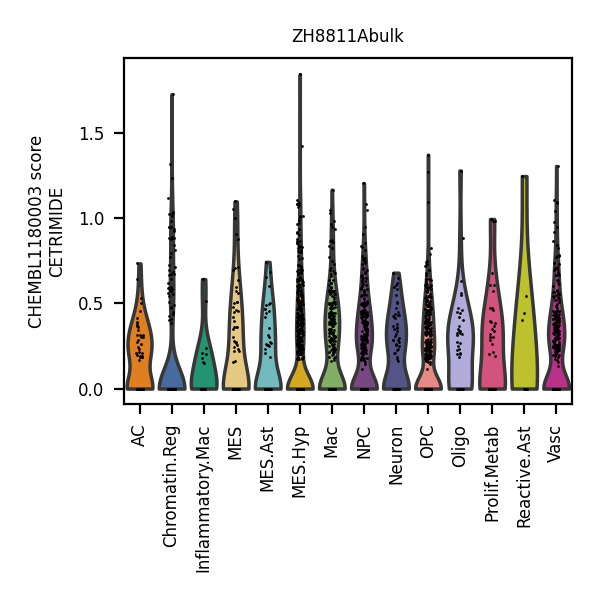 ZH8811Abulk
CHEMBL1180003 score
CETRIMIDE
1.5
1.0
0.5
0.0
AC
Chromatin.Reg
Inflammatory.Mac
MES
MES.Ast
MES.Hyp
Mac
NPC
Neuron
OPC
Oligo
Prolif.Metab
Reactive.Ast
Vasc